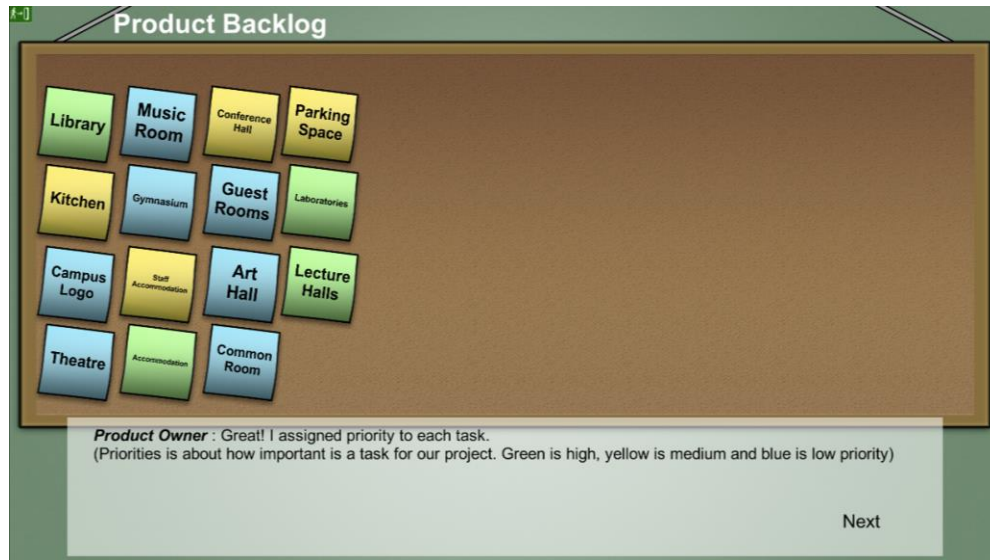 Product Backlog
Library
Music
Room
Conference
Hall
Parking
Space
Kitchen
Gymnasium
Guest
Rooms
Laboratories
Campus
Logo
Staff
Accommodation
Art
Hall
Lecture
Halls
Theatre
Accommodation
Common
Room
Product Owner : Great! I assigned priority to each task.
(Priorities is about how important is a task for our project. Green is high, yellow is medium and blue is low priority)
Next